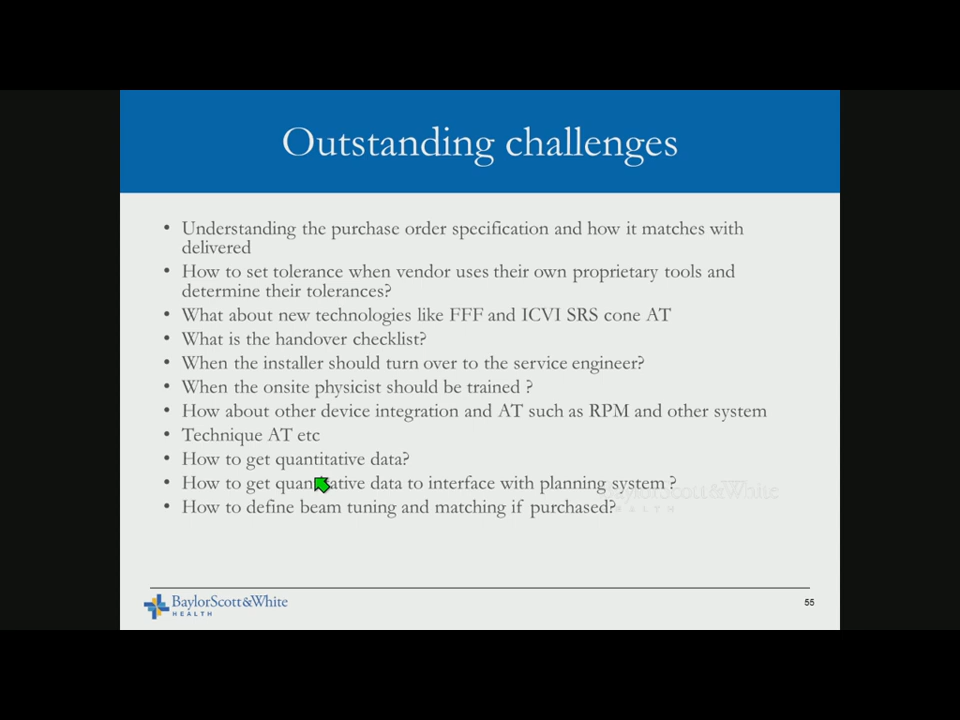 Outstanding challenges
• Understanding the purchase order specification and how it matches with
delivered
• How to set tolerance when vendor uses their own proprietary tools and
determine their tolerances?
• What about new technologies like FFF and ICVI SRS cone AT
• What is the handover checklist?
• When the installer should turn over to the service engineer?
• When the onsite physicist should be trained ?
• How about other device integration and AT such as RPM and other system
• Technique AT etc
• How to get quantitative data?
• How to get quantitative data to interface with planning system ?
BaylorScott&White
HEALTH
• How to define beam tuning and matching if purchased?
BaylorScott&White
HEALTH
55